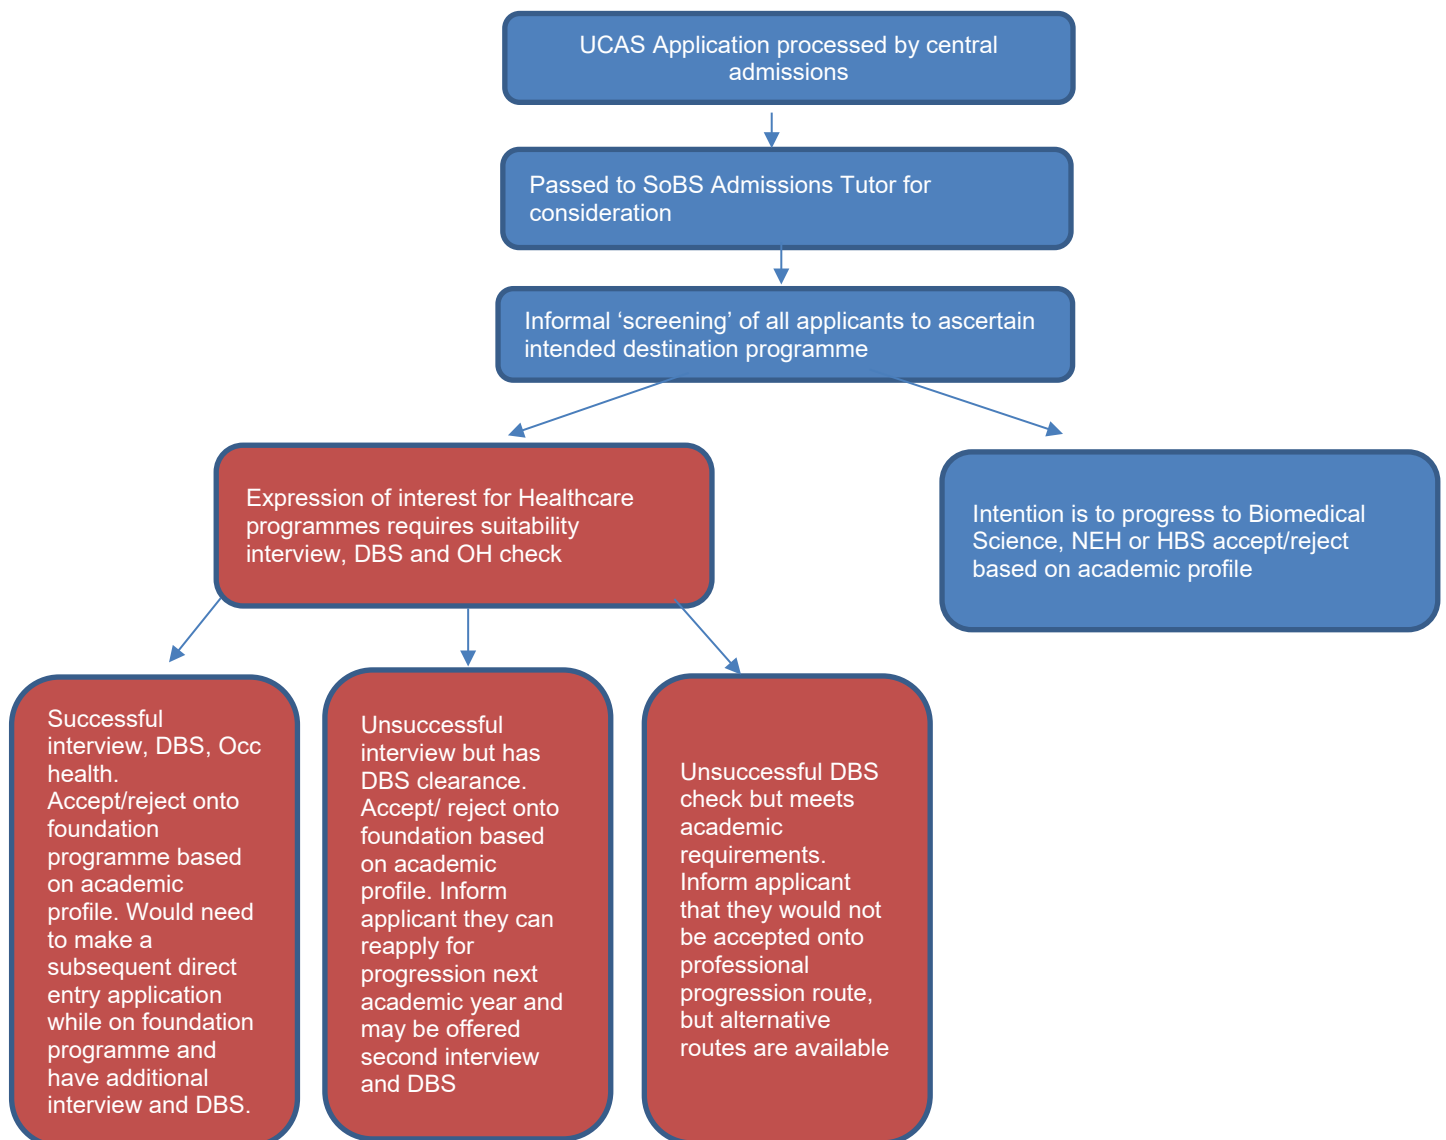 UCAS Application processed by central
admissions
Passed to SoBS Admissions Tutor for
consideration
Informal ‘screening’ of all applicants to ascertain
intended destination programme
Expression of interest for Healthcare
programmes requires suitability
interview, DBS and OH check
Intention is to progress to Biomedical
Science, NEH or HBS accept/reject
based on academic profile
Successful
interview, DBS, Occ
health.
Accept/reject onto
foundation
programme based
on academic
profile. Would need
to make a
subsequent direct
entry application
while on foundation
programme and
have additional
interview and DBS.
Unsuccessful
interview but has
DBS clearance.
Accept/ reject onto
foundation based
on academic
profile. Inform
applicant they can
reapply for
progression next
academic year and
may be offered
second interview
and DBS
Unsuccessful DBS
check but meets
academic
requirements.
Inform applicant
that they would not
be accepted onto
professional
progression route,
but alternative
routes are available